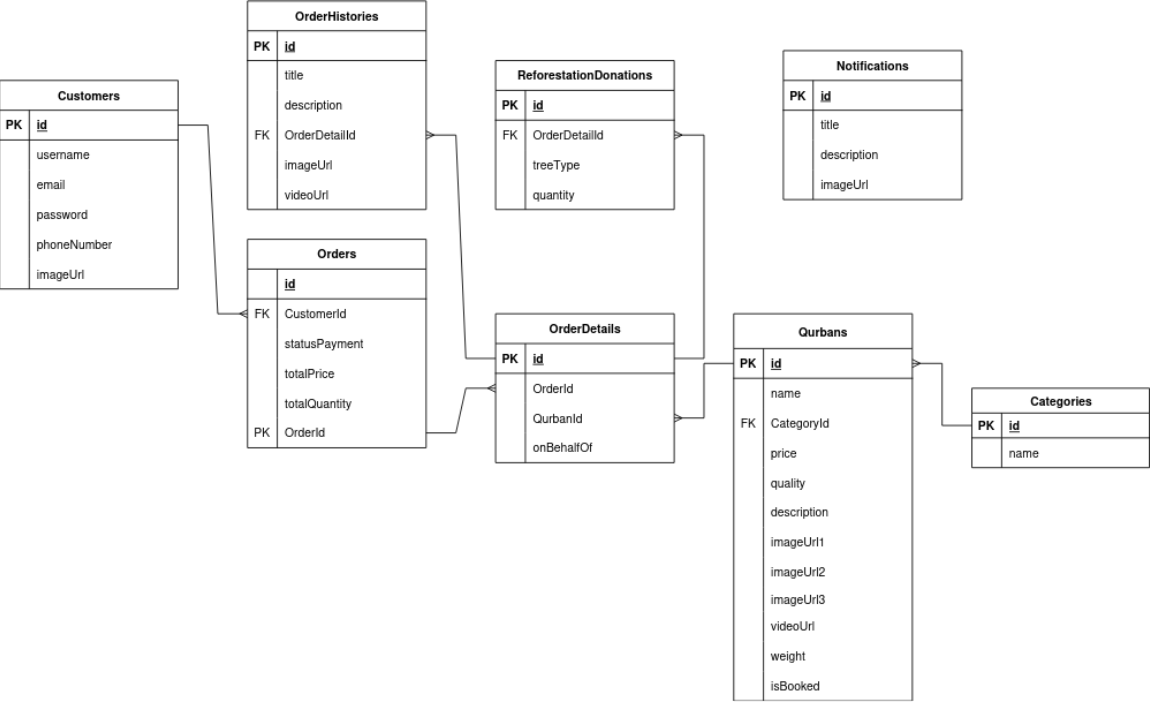 OrderHistories
PK id
title
description
FK OrderDetailId
imageUrl
videoUrl
ReforestationDonations
PK id
FK OrderDetailId
treeType
quantity
Notifications
PK id
title
description
imageUrl
Customers
PK id
username
email
password
phoneNumber
imageUrl
Orders
id
FK CustomerId
statusPayment
totalPrice
totalQuantity
PK OrderId
OrderDetails
PK id
OrderId
QurbanId
onBehalfOf
Qurbans
PK id
name
FK CategoryId
price
quality
description
imageUrl1
imageUrl2
imageUrl3
videoUrl
weight
isBooked
Categories
PK id
name